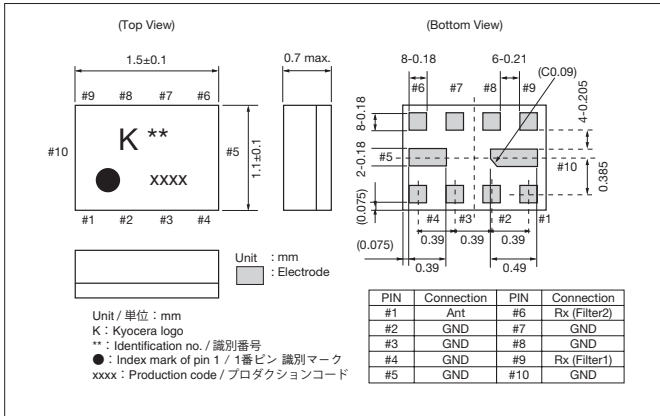 (Top View)
(Bottom View)
1.5±0.1
0.7 max.
8-0.18
6-0.21
(C0.09)
#9 #8 #7 #6
#6 #7 #8 #9
4-0.205
8-0.18
K **
#10
#5
1.1±0.1
xxxx
#5
2-0.18
#10
0.385
(0.075)
#1 #2 #3 #4
#4 #3 #2 #1
0.39 0.39 0.39
(0.075)
0.39
0.49
Unit : mm
: Electrode
Unit / 単位 : mm
K : Kyocera logo
** : Identification no. / 識別番号
● : Index mark of pin 1 / 1番ピン 識別マーク
xxxx : Production code / プロダクションコード
PIN Connection PIN Connection
#1 Ant #6 Rx (Filter2)
#2 GND #7 GND
#3 GND #8 GND
#4 GND #9 Rx (Filter1)
#5 GND #10 GND